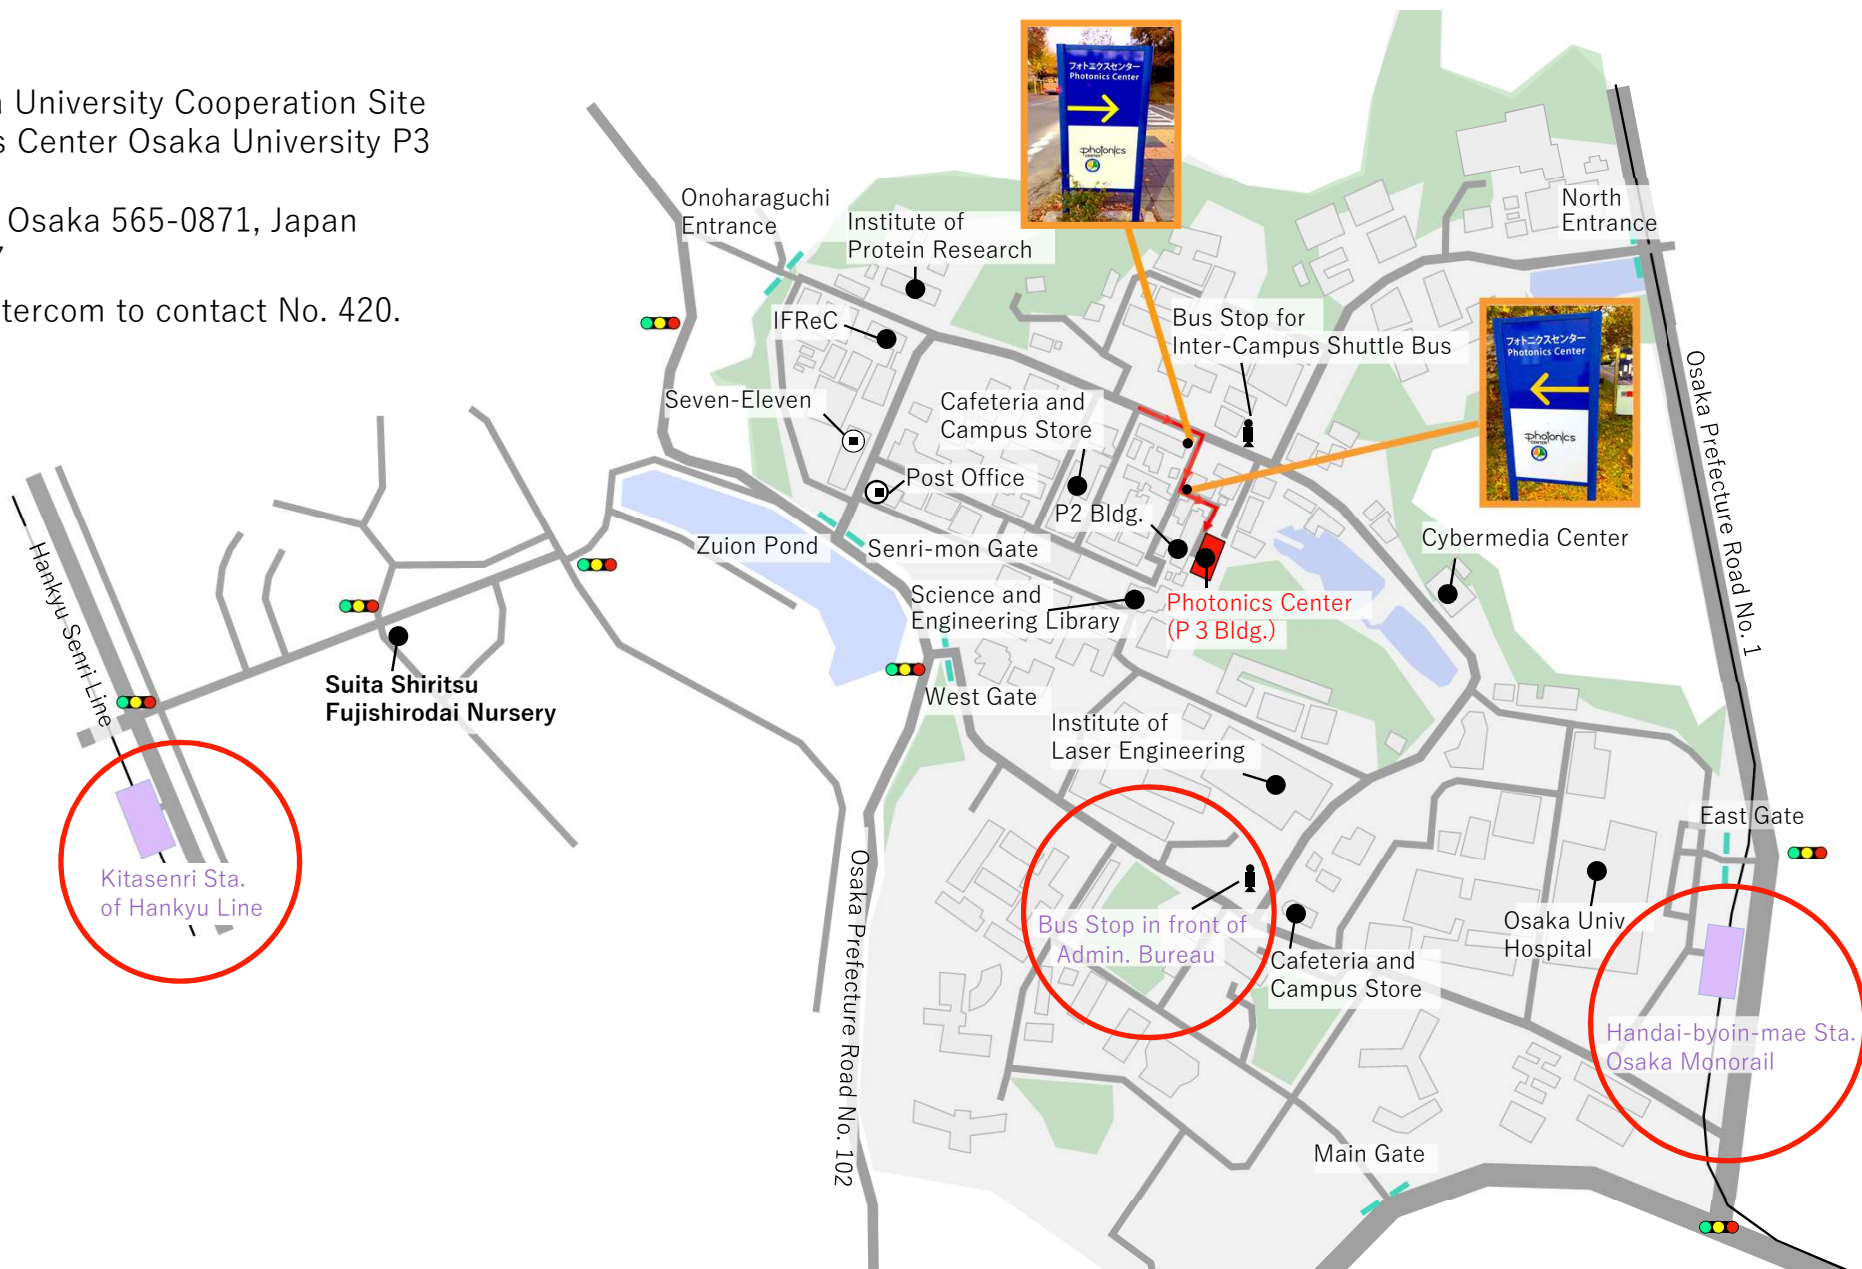 University Cooperation Site
Center Osaka University P3
Osaka 565-0871, Japan
to contact No. 420.
フォトニクスセンター
Photonics Center
photonics
CENTER
Onoharaguchi
Entrance
Institute of
Protein Research
North
Entrance
IFReC
Bus Stop for
Inter-Campus Shuttle Bus
フォトニクスセンター
Photonics Center
photonics
CENTER
Seven-Eleven
Cafeteria and
Campus Store
Osaka Prefecture Road No. 1
Post Office
P2 Bldg.
Zuion Pond
Senri-mon Gate
Cybermedia Center
Hankyu Senri Line
Science and
Engineering Library
Photonics Center
(P 3 Bldg.)
Suita Shiritsu
Fujishirodai Nursery
West Gate
Institute of
Laser Engineering
East Gate
Kitasenri Sta.
of Hankyu Line
Osaka Prefecture Road No. 102
Bus Stop in front of
Admin. Bureau
Osaka Univ
Hospital
Cafeteria and
Campus Store
Handai-byoin-mae Sta.
Osaka Monorail
Main Gate